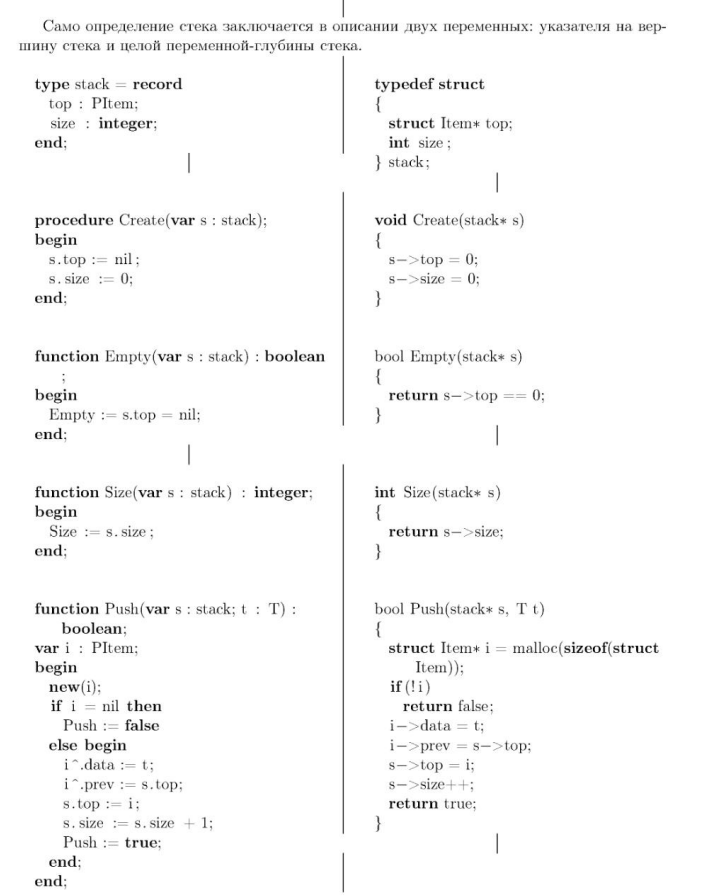 Само определение стека заключается в описании двух переменных: указателя на вер-
шину стека и целой переменной-глубины стека.
type stack = record
top : PItem;
size : integer;
end;
typedef struct
{
struct Item* top;
int size;
} stack;
procedure Create(var s : stack);
begin
s.top := nil;
s.size := 0;
end;
void Create(stack* s)
{
s->top = 0;
s->size = 0;
}
function Empty(var s : stack) : boolean
;
begin
Empty := s.top = nil;
end;
bool Empty(stack* s)
{
return s->top == 0;
}
function Size(var s : stack) : integer;
begin
Size := s.size;
end;
int Size(stack* s)
{
return s->size;
}
function Push(var s : stack; t : T) :
boolean;
var i : PItem;
begin
new(i);
if i = nil then
Push := false
else begin
i^.data := t;
i^.prev := s.top;
s.top := i;
s.size := s.size + 1;
Push := true;
end;
end;
bool Push(stack* s, T t)
{
struct Item* i = malloc(sizeof(struct
Item));
if(!i)
return false;
i->data = t;
i->prev = s->top;
s->top = i;
s->size++;
return true;
}